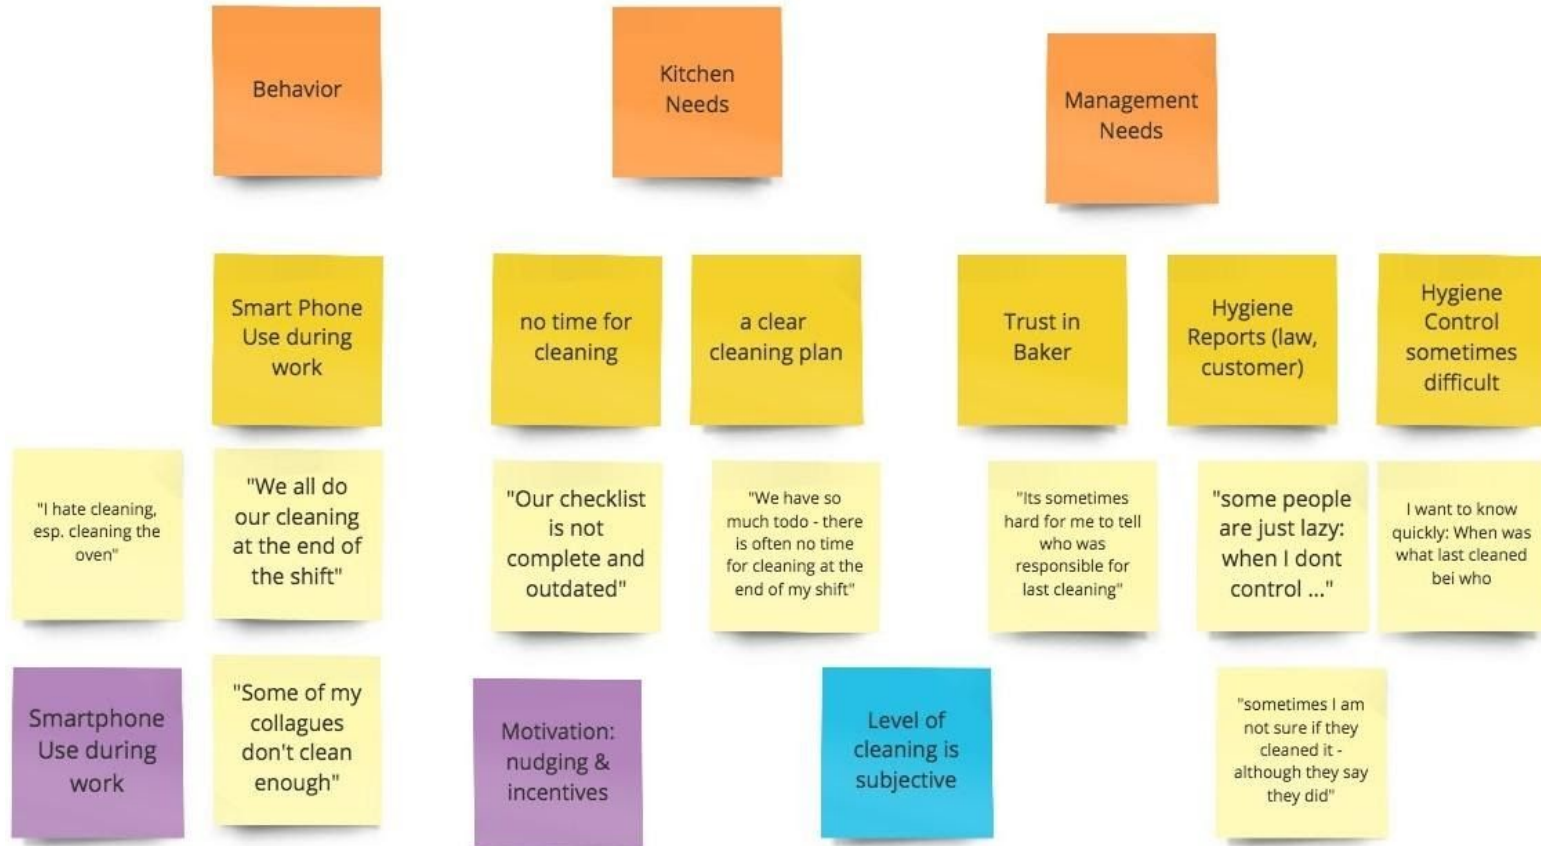 Behavior
Kitchen
Needs
Management
Needs
Smart Phone
Use during
work
no time for
cleaning
a clear
cleaning plan
Trust in
Baker
Hygiene
Reports (law,
customer)
Hygiene
Control
sometimes
difficult
"I hate cleaning,
esp. cleaning the
oven"
"We all do
our cleaning
at the end of
the shift"
"Our checklist
is not
complete and
outdated"
"We have so
much todo - there
is often no time
for cleaning at the
end of my shift"
"Its sometimes
hard for me to tell
who was
responsible for
last cleaning"
"some people
are just lazy:
when I dont
control ..."
I want to know
quickly: When was
what last cleaned
bei who
Smartphone
Use during
work
"Some of my
collagues
don't clean
enough"
Motivation:
nudging &
incentives
Level of
cleaning is
subjective
"sometimes I am
not sure if they
cleaned it -
although they say
they did"